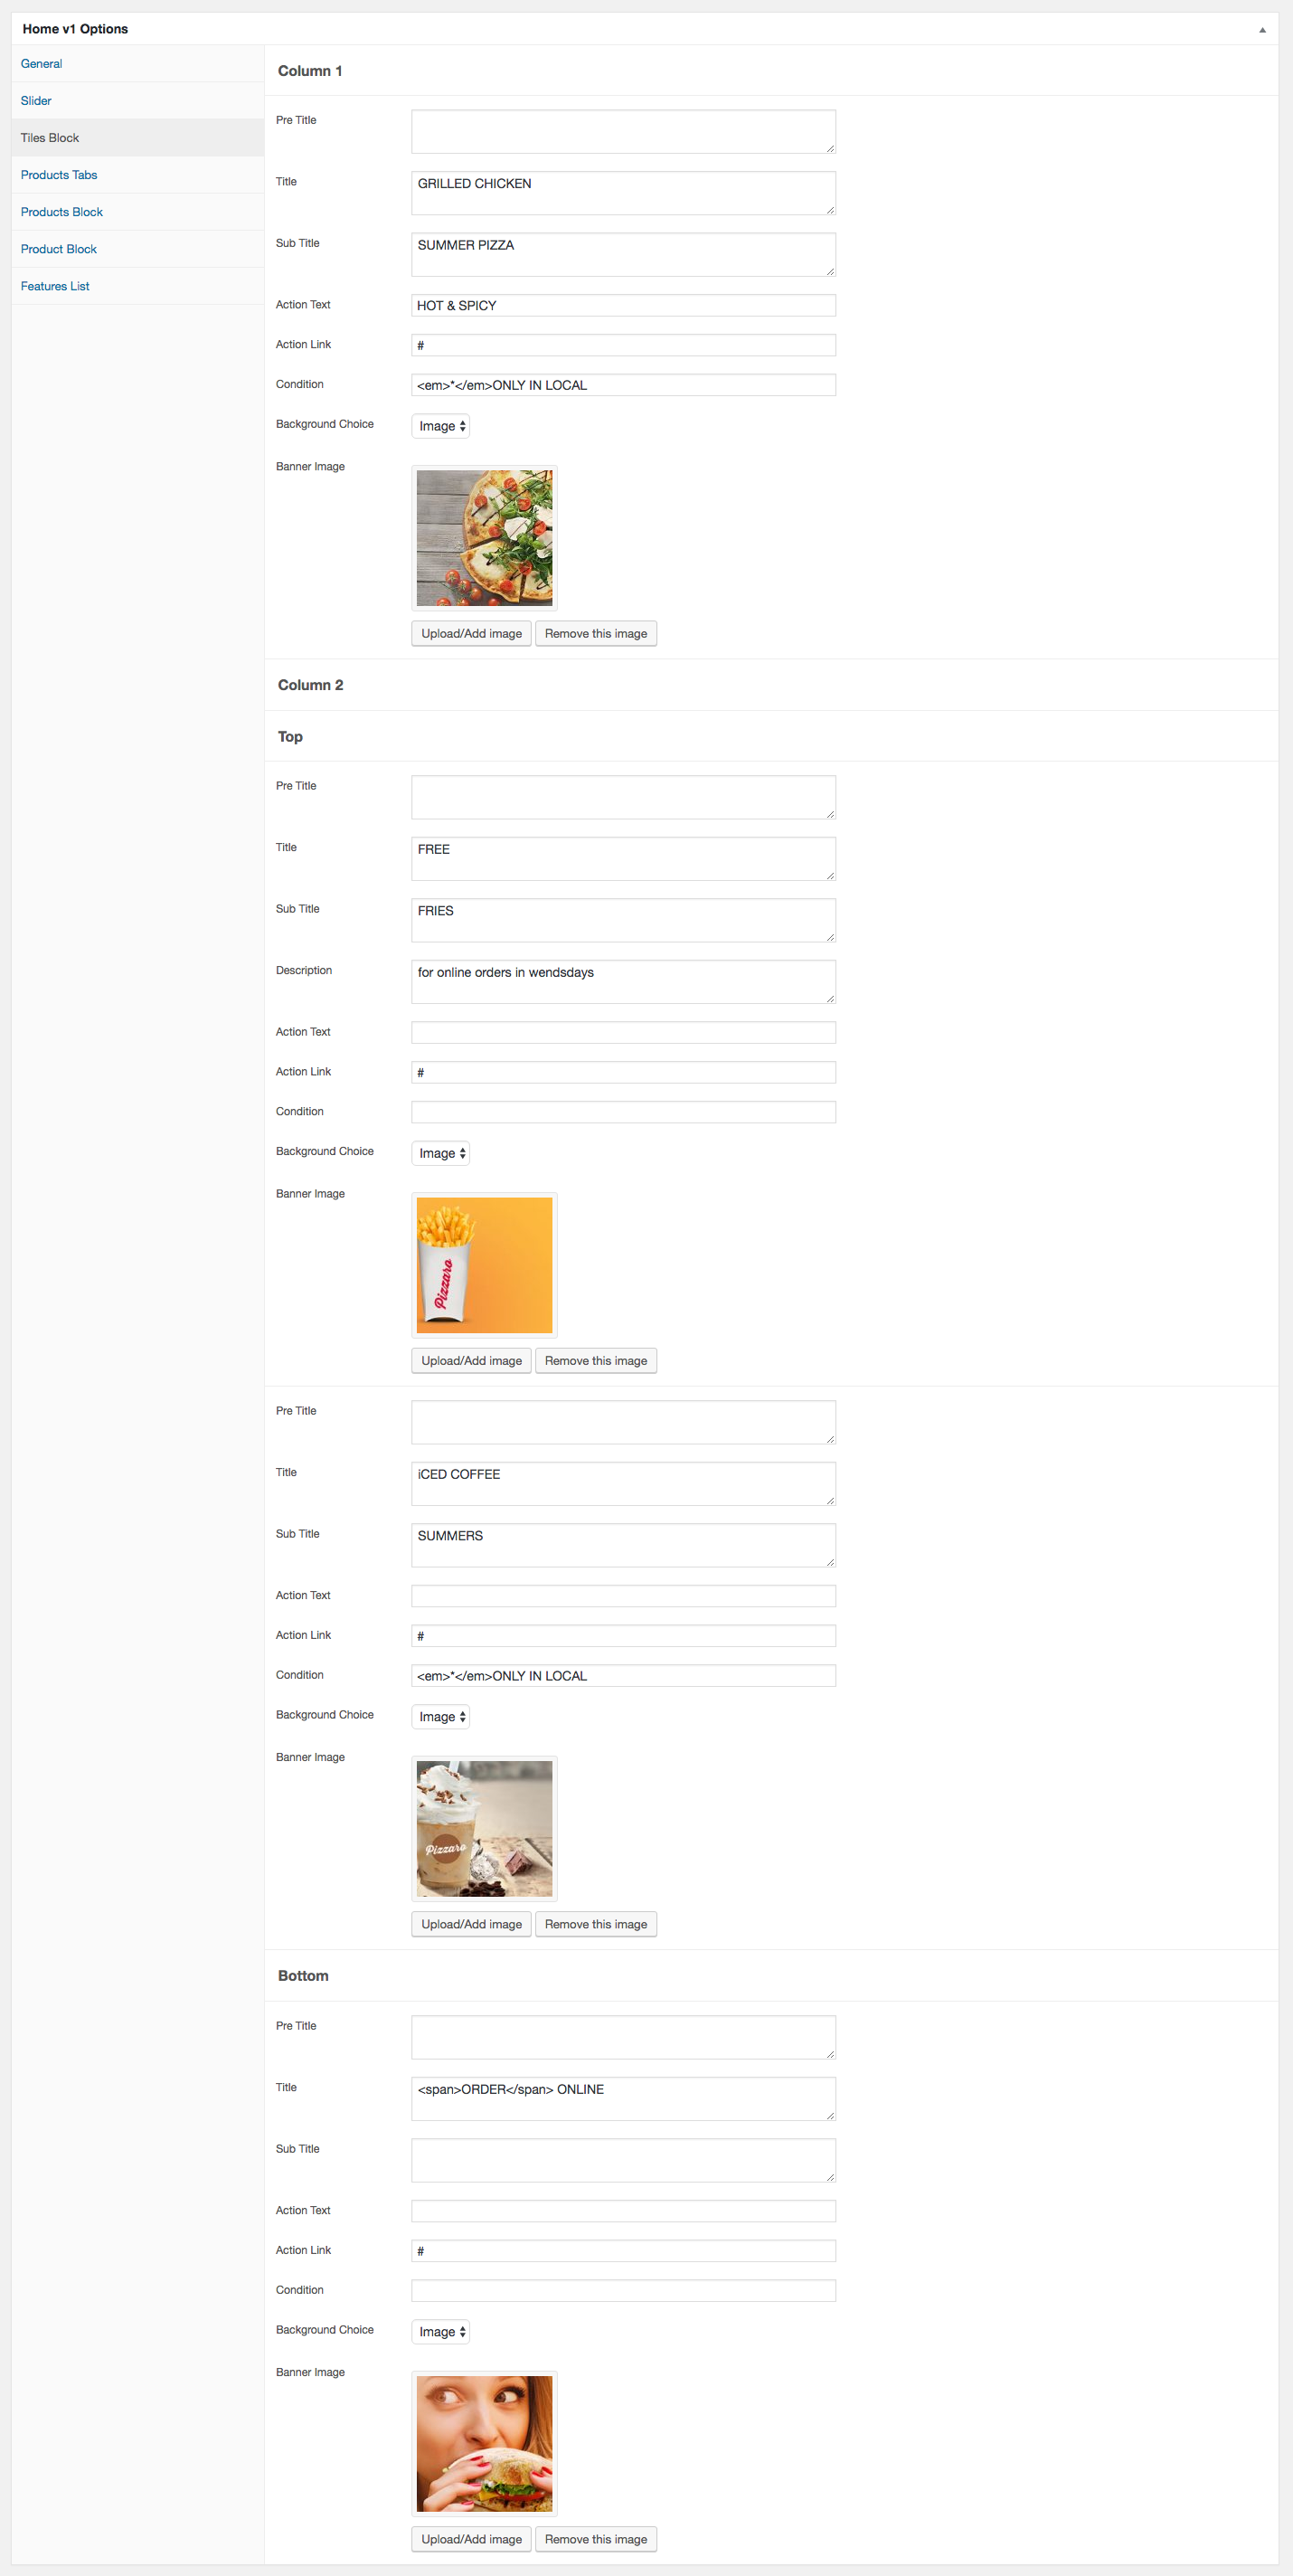 Home v1 Options
General
Slider
Tiles Block
Products Tabs
Products Block
Product Block
Features List
Column 1
Pre Title
Title
GRILLED CHICKEN
Sub Title
SUMMER PIZZA
Action Text
HOT & SPICY
Action Link
#
Condition
<em>*</em>ONLY IN LOCAL
Background Choice
Image
Banner Image
Upload/Add image Remove this image
Column 2
Top
Pre Title
Title
FREE
Sub Title
FRIES
Description
for online orders in wendsdays
Action Text
Action Link
#
Condition
Background Choice
Image
Banner Image
Pizzaro
Upload/Add image Remove this image
Pre Title
Title
iCED COFFEE
Sub Title
SUMMERS
Action Text
Action Link
#
Condition
<em>*</em>ONLY IN LOCAL
Background Choice
Image
Banner Image
Pizzaro
Upload/Add image Remove this image
Bottom
Pre Title
Title
<span>ORDER</span> ONLINE
Sub Title
Action Text
Action Link
#
Condition
Background Choice
Image
Banner Image
Upload/Add image Remove this image